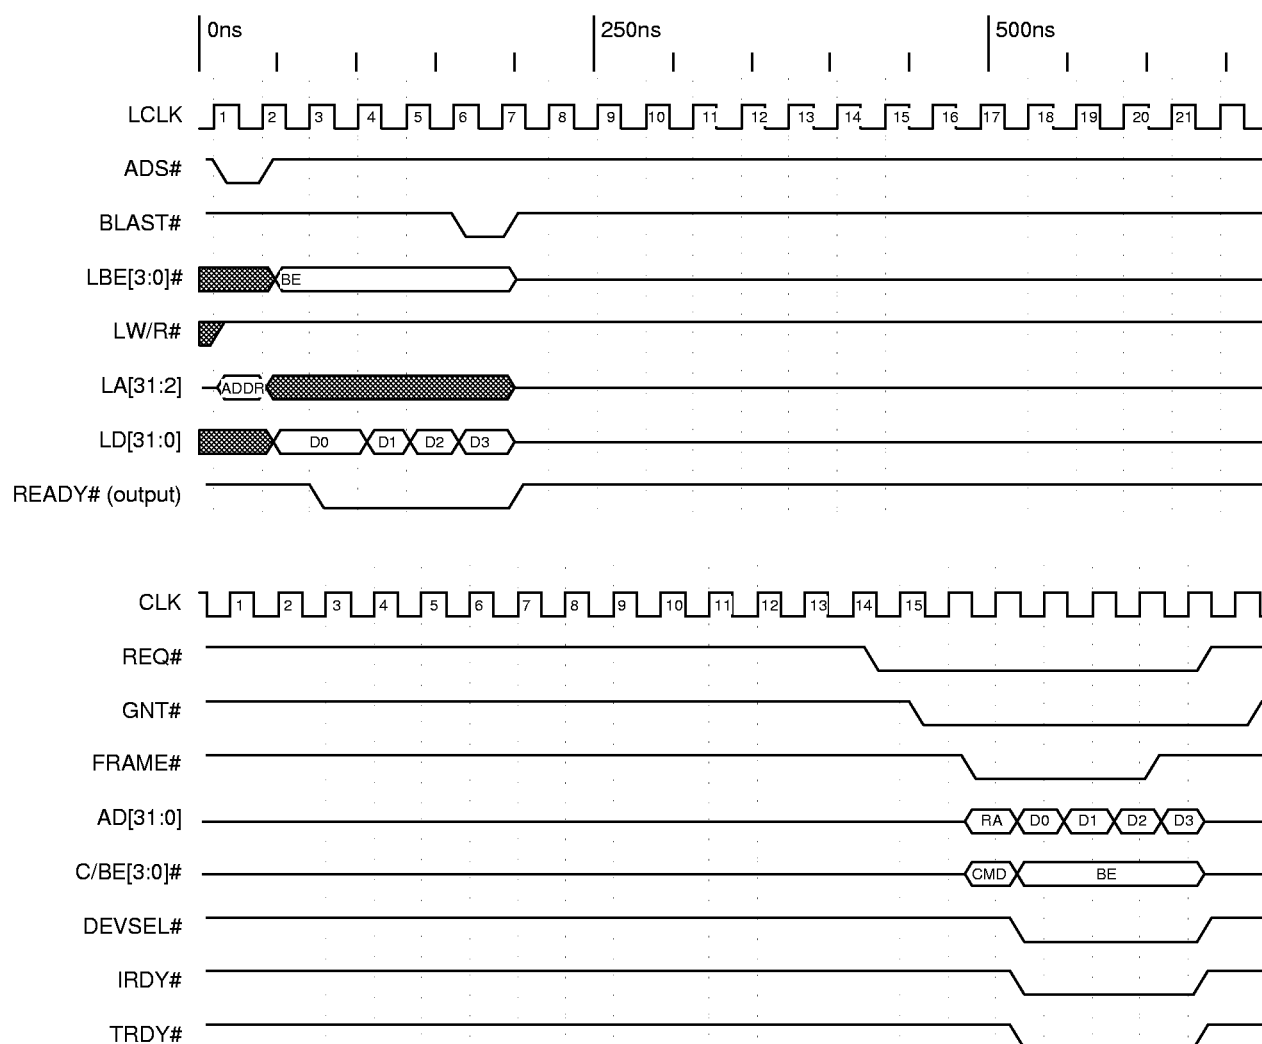 0ns 250ns 500ns
LCLK 1 2 3 4 5 6 7 8 9 10 11 12 13 14 15 16 17 18 19 20 21
ADS#
BLAST#
LBE[3:0]# BE
LW/R#
LA[31:2] ADDR
LD[31:0] D0 D1 D2 D3
READY# (output)
CLK 1 2 3 4 5 6 7 8 9 10 11 12 13 14 15
REQ#
GNT#
FRAME#
AD[31:0] RA D0 D1 D2 D3
C/BE[3:0]# CMD BE
DEVSEL#
IRDY#
TRDY#